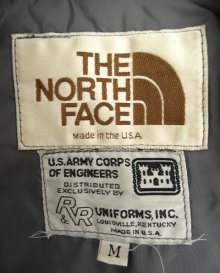 THE
NORTH
FACE
Made in the U.S.A.
U.S. ARMY CORPS
OF ENGINEERS
DISTRIBUTED
EXCLUSIVELY BY
R&R UNIFORMS, INC.
LOUISVILLE, KENTUCKY
MADE IN U.S.A.
M